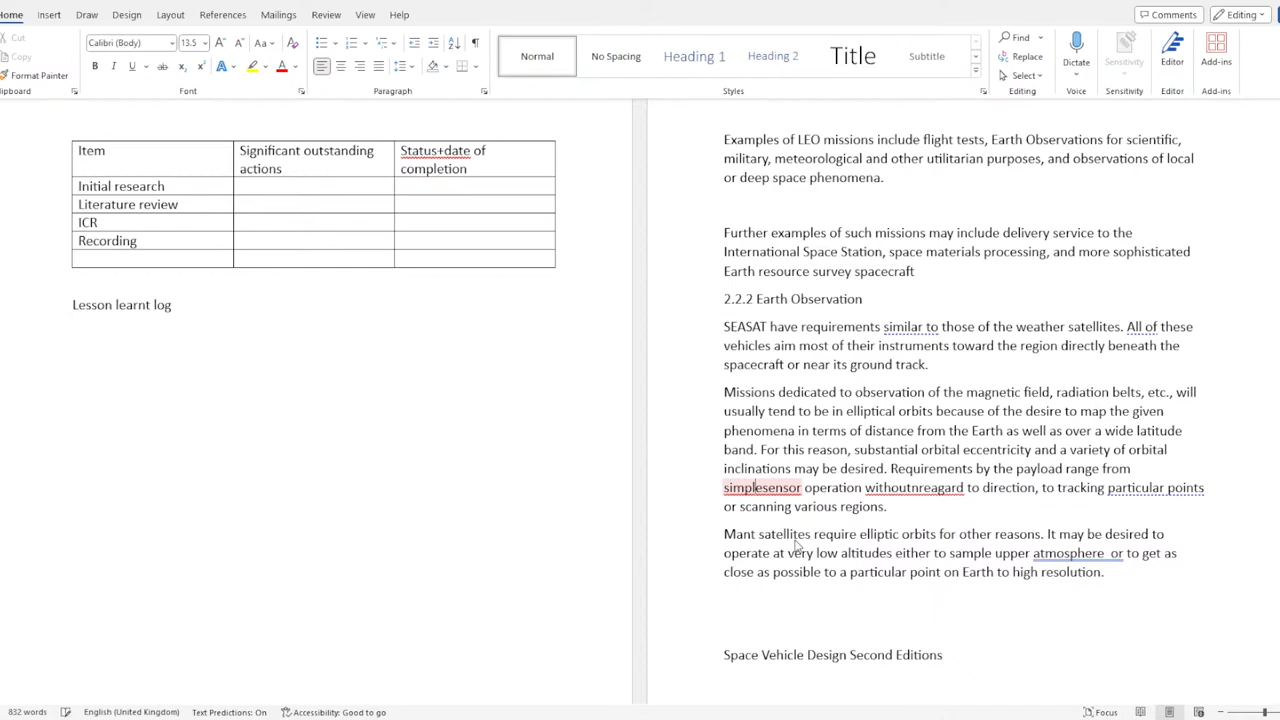 Home Insert Draw Design Layout References Mailings Review View Help
Comments Editing
Cut
Copy
Format Painter
Calibri (Body) 13.5
Normal No Spacing Heading 1 Heading 2 Title Subtitle
Find
Replace
Select
Dictate Sensitivity Editor Add-ins
lipboard Font Paragraph Styles Editing Voice Sensitivity Editor Add-ins
Item Significant outstanding actions Status+date of completion
Initial research
Literature review
ICR
Recording
Lesson learnt log
Examples of LEO missions include flight tests, Earth Observations for scientific,
military, meteorological and other utilitarian purposes, and observations of local
or deep space phenomena.
Further examples of such missions may include delivery service to the
International Space Station, space materials processing, and more sophisticated
Earth resource survey spacecraft
2.2.2 Earth Observation
SEASAT have requirements similar to those of the weather satellites. All of these
vehicles aim most of their instruments toward the region directly beneath the
spacecraft or near its ground track.
Missions dedicated to observation of the magnetic field, radiation belts, etc., will
usually tend to be in elliptical orbits because of the desire to map the given
phenomena in terms of distance from the Earth as well as over a wide latitude
band. For this reason, substantial orbital eccentricity and a variety of orbital
inclinations may be desired. Requirements by the payload range from
simplesensor operation withoutnreagard to direction, to tracking particular points
or scanning various regions.
Mant satellites require elliptic orbits for other reasons. It may be desired to
operate at very low altitudes either to sample upper atmosphere or to get as
close as possible to a particular point on Earth to high resolution.
Space Vehicle Design Second Editions
832 words English (United Kingdom) Text Predictions: On Accessibility: Good to go Focus